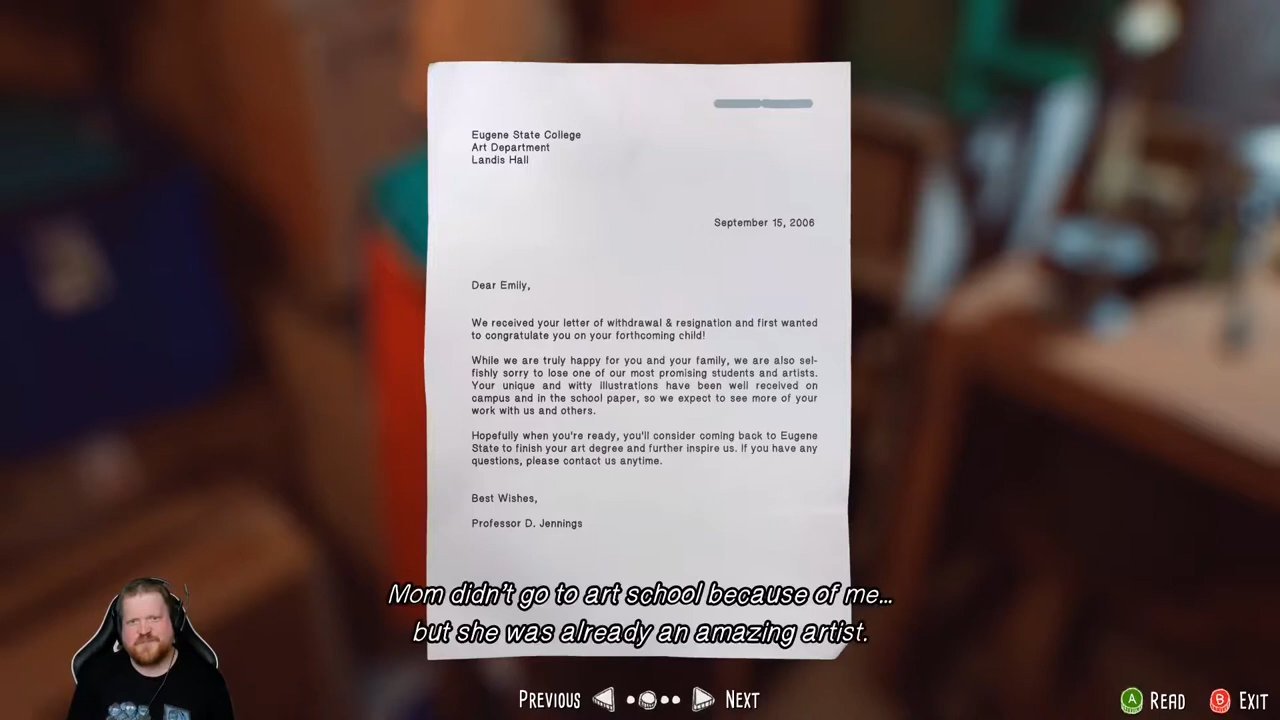 Eugene State College
Art Department
Landis Hall
September 15, 2006
Dear Emily,
We received your letter of withdrawal & resignation and first wanted
to congratulate you on your forthcoming child!
While we are truly happy for you and your family, we are also sel-
fishly sorry to lose one of our most promising students and artists.
Your unique and witty illustrations have been well received on
campus and in the school paper, so we expect to see more of your
work with us and others.
Hopefully when you're ready, you'll consider coming back to Eugene
State to finish your art degree and further inspire us. If you have any
questions, please contact us anytime.
Best Wishes,
Professor D. Jennings
Mom didn't go to art school because of me...
but she was already an amazing artist.
PREVIOUS NEXT
A READ B EXIT